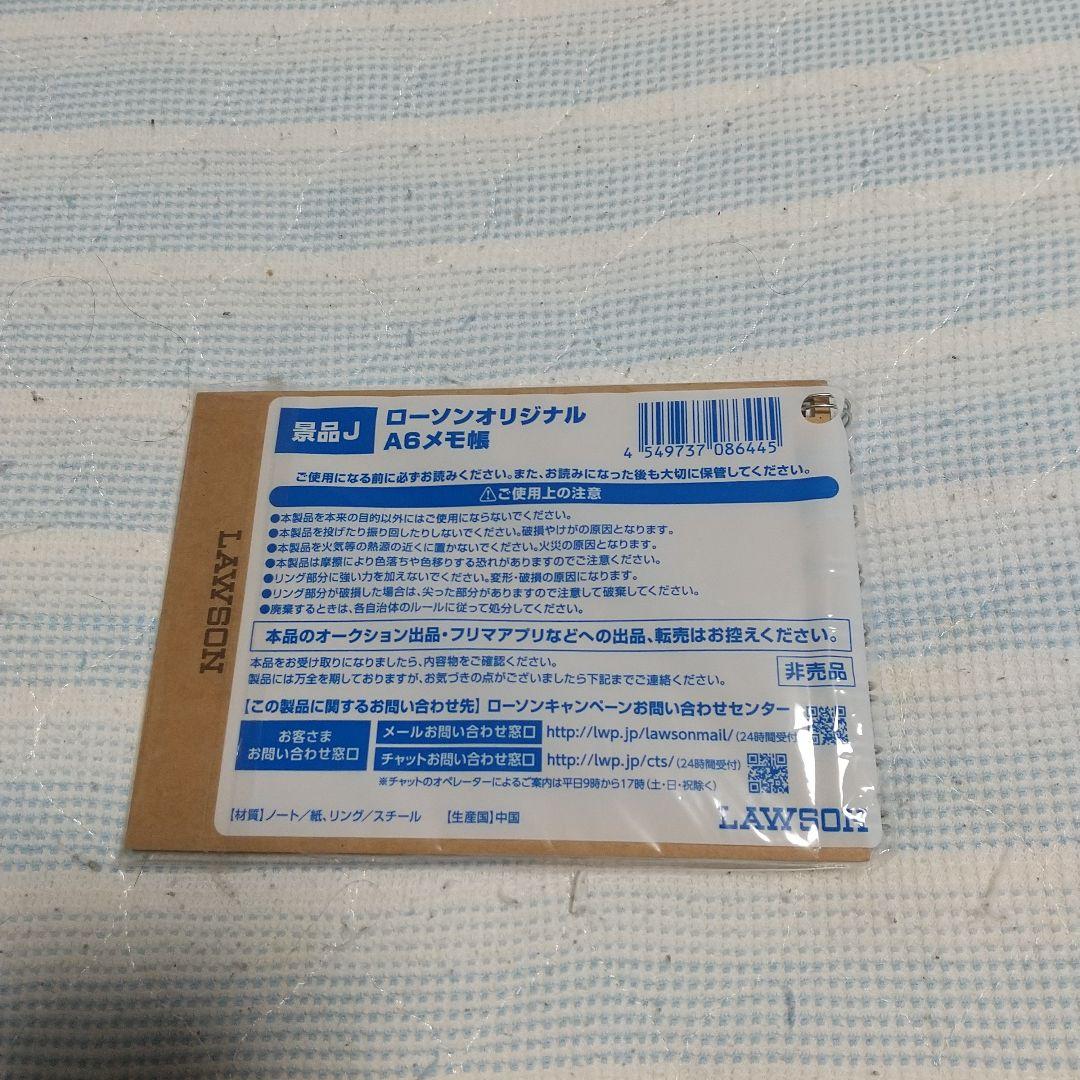 景品J
ローソンオリジナル
A6メモ帳
4 549737 086445
ご使用になる前に必ずお読みください。また、お読みになった後も大切に保管してください。
⚠ご使用上の注意
●本製品を本来の目的以外にはご使用にならないでください。
●本製品を投げたり振り回したりしないでください。破損やけがの原因となります。
●本製品を火気等の熱源の近くに置かないでください。火災の原因となります。
●本製品は摩擦により色落ちや色移りする恐れがありますのでご注意ください。
●リング部分に強い力を加えないでください。変形・破損の原因になります。
●リング部分が破損した場合は、尖った部分がありますので注意して破棄してください。
●廃棄するときは、各自治体のルールに従って処分してください。
本品のオークション出品・フリマアプリなどへの出品、転売はお控えください。
本品をお受け取りになりましたら、内容物をご確認ください。
製品には万全を期しておりますが、お気づきの点がございましたら下記までご連絡ください。
非売品
【この製品に関するお問い合わせ先】ローソンキャンペーンお問い合わせセンター
お客さま
お問い合わせ窓口
メールお問い合わせ窓口 http://lwp.jp/lawsonmail/(24時間受付)
チャットお問い合わせ窓口 http://lwp.jp/cts/(24時間受付)
※チャットのオペレーターによるご案内は平日9時から17時(土・日・祝除く)
【材質】ノート/紙、リング/スチール 【生産国】中国
LAWSON
LAWSON